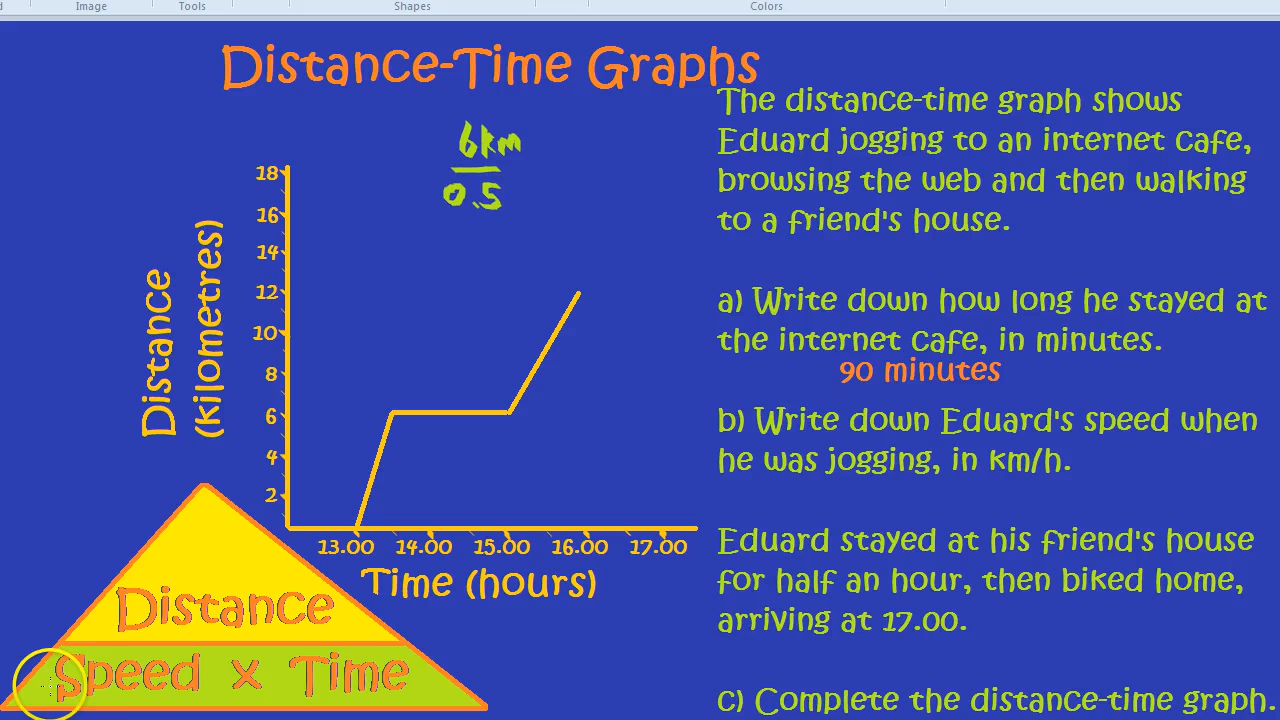 Image
Tools
Shapes
Colors
Distance-Time Graphs
6km
0.5
18
16
14
12
10
8
6
4
2
Distance
(kilometres)
13.00 14.00 15.00 16.00 17.00
Time (hours)
Distance
Speed x Time
The distance-time graph shows
Eduard jogging to an internet cafe,
browsing the web and then walking
to a friend's house.
a) Write down how long he stayed at
the internet cafe, in minutes.
90 minutes
b) Write down Eduard's speed when
he was jogging, in km/h.
Eduard stayed at his friend's house
for half an hour, then biked home,
arriving at 17.00.
c) Complete the distance-time graph.